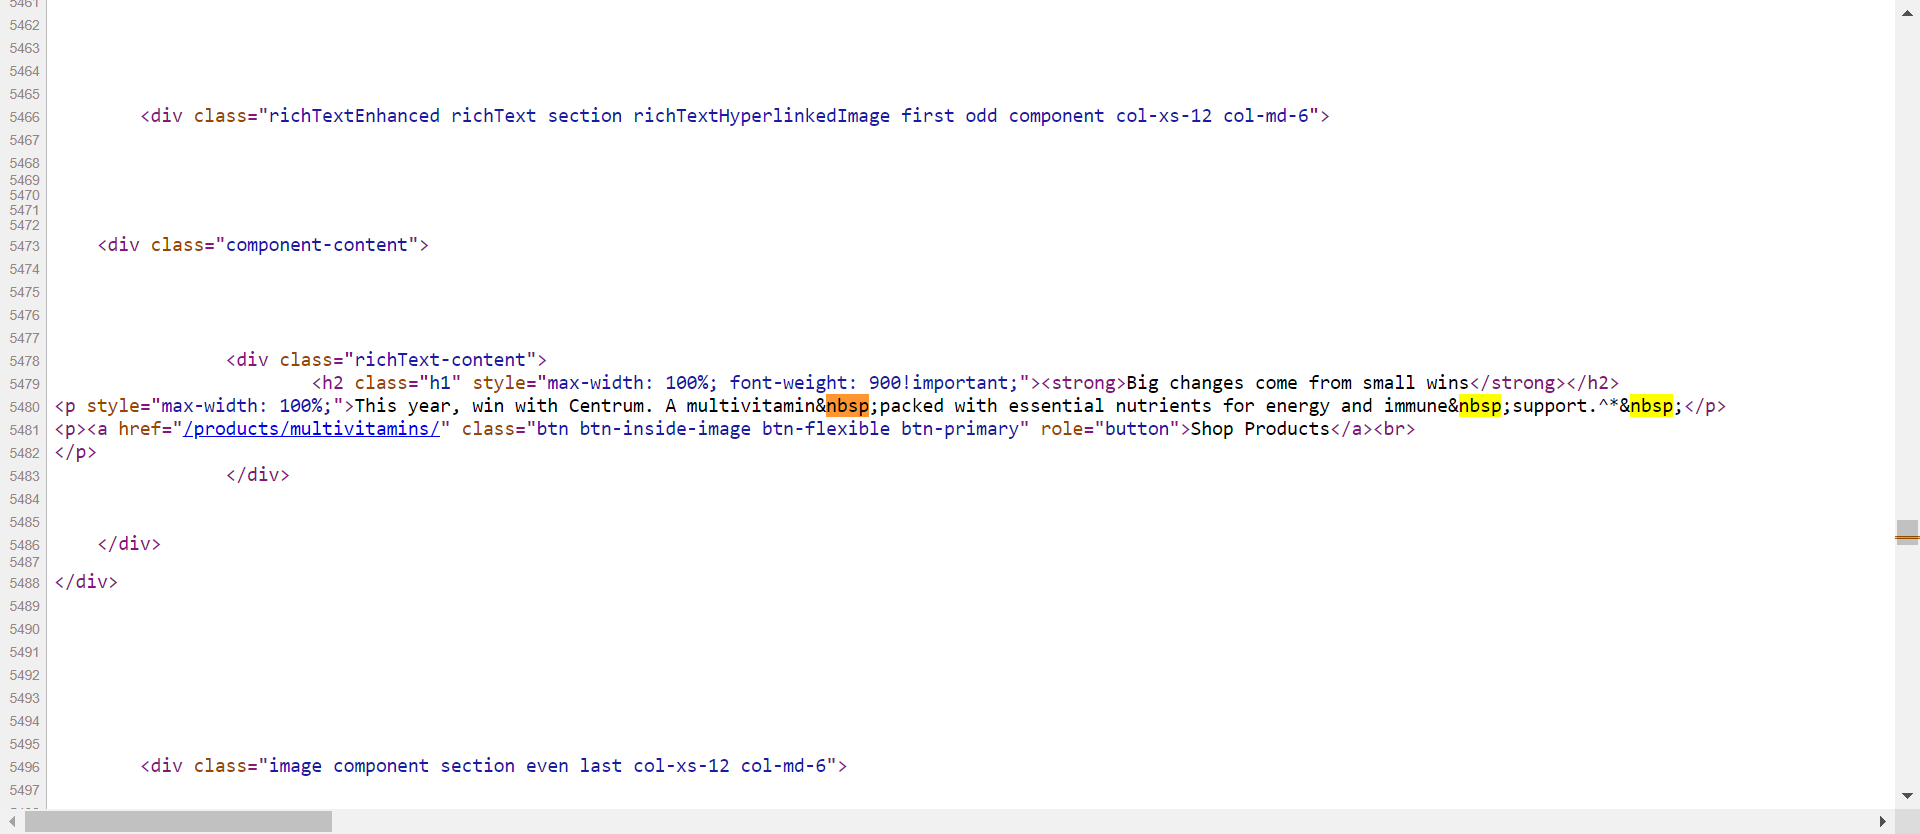 5461
5462
5463
5464
5465
5466 <div class="richTextEnhanced richText section richTextHyperlinkedImage first odd component col-xs-12 col-md-6">
5467
5468
5469
5470
5471
5472
5473 <div class="component-content">
5474
5475
5476
5477
5478 <div class="richText-content">
5479 <h2 class="h1" style="max-width: 100%; font-weight: 900!important;"><strong>Big changes come from small wins</strong></h2>
5480 <p style="max-width: 100%;">This year, win with Centrum. A multivitamin&nbsp;packed with essential nutrients for energy and immune&nbsp;support.^*&nbsp;</p>
5481 <p><a href="/products/multivitamins/" class="btn btn-inside-image btn-flexible btn-primary" role="button">Shop Products</a><br>
5482 </p>
5483 </div>
5484
5485
5486 </div>
5487
5488 </div>
5489
5490
5491
5492
5493
5494
5495
5496 <div class="image component section even last col-xs-12 col-md-6">
5497